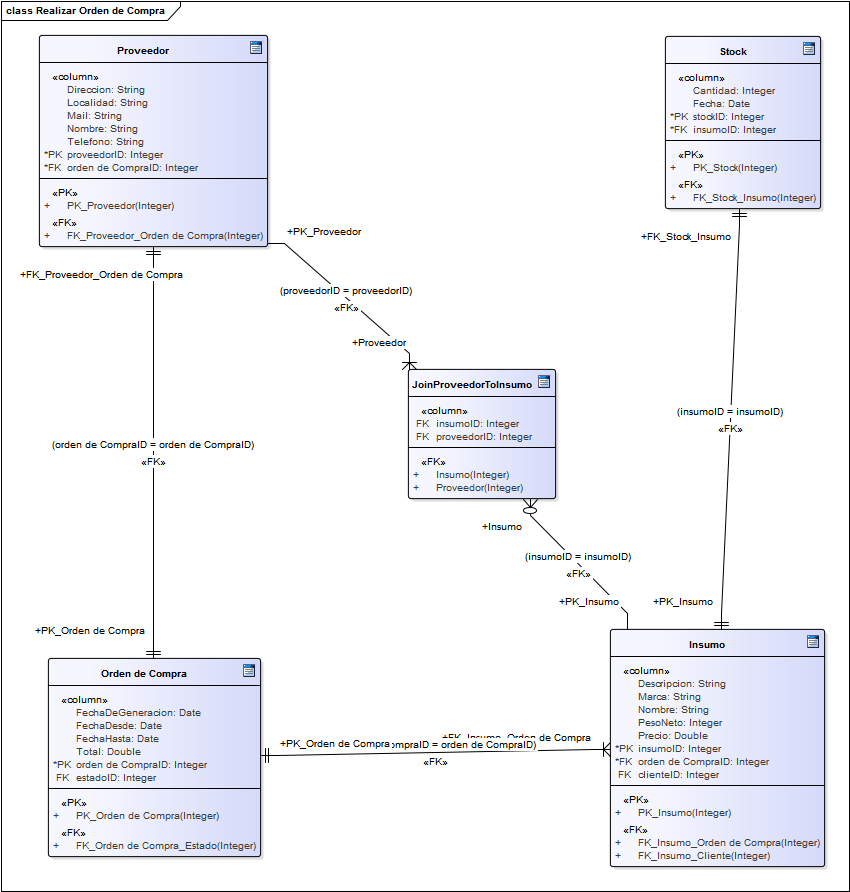 class Realizar Orden de Compra
Proveedor
«column»
Direccion: String
Localidad: String
Mail: String
Nombre: String
Telefono: String
*PK proveedorID: Integer
*FK orden de CompraID: Integer
«PK»
+ PK_Proveedor(Integer)
«FK»
+ FK_Proveedor_Orden de Compra(Integer)
Stock
«column»
Cantidad: Integer
Fecha: Date
*PK stockID: Integer
*FK insumoID: Integer
«PK»
+ PK_Stock(Integer)
«FK»
+ FK_Stock_Insumo(Integer)
+PK_Proveedor
+FK_Stock_Insumo
+FK_Proveedor_Orden de Compra
(proveedorID = proveedorID)
«FK»
+Proveedor
JoinProveedorToInsumo
«column»
FK insumoID: Integer
FK proveedorID: Integer
«FK»
+ Insumo(Integer)
+ Proveedor(Integer)
(insumoID = insumoID)
«FK»
(orden de CompraID = orden de CompraID)
«FK»
+Insumo
(insumoID = insumoID)
«FK»
+PK_Insumo
+PK_Insumo
+PK_Orden de Compra
Orden de Compra
«column»
FechaDeGeneracion: Date
FechaDesde: Date
FechaHasta: Date
Total: Double
*PK orden de CompraID: Integer
FK estadoID: Integer
«PK»
+ PK_Orden de Compra(Integer)
«FK»
+ FK_Orden de Compra_Estado(Integer)
+FK_Insumo_Orden de Compra
+PK_Orden de Compra
ompraID = orden de CompraID)
«FK»
Insumo
«column»
Descripcion: String
Marca: String
Nombre: String
PesoNeto: Integer
Precio: Double
*PK insumoID: Integer
*FK orden de CompraID: Integer
FK clienteID: Integer
«PK»
+ PK_Insumo(Integer)
«FK»
+ FK_Insumo_Orden de Compra(Integer)
+ FK_Insumo_Cliente(Integer)